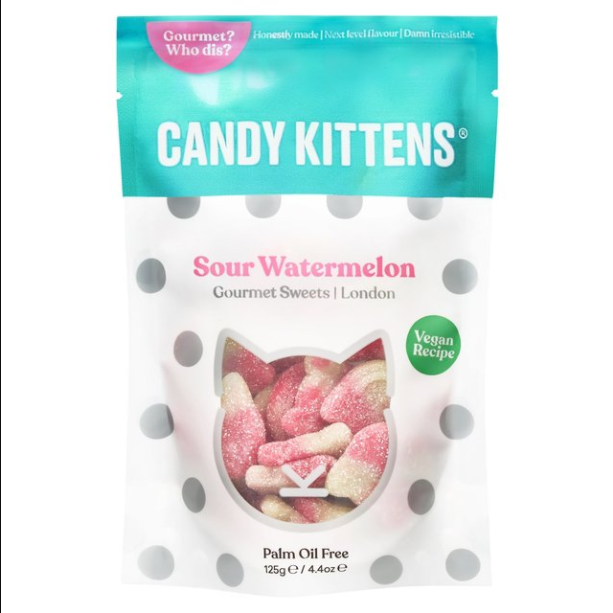 Gourmet?
Who dis?
Honestly made | Next level flavour | Damn irresistible
CANDY KITTENS®
Sour Watermelon
Gourmet Sweets | London
Vegan
Recipe
K
Palm Oil Free
125g ℮ / 4.4oz ℮